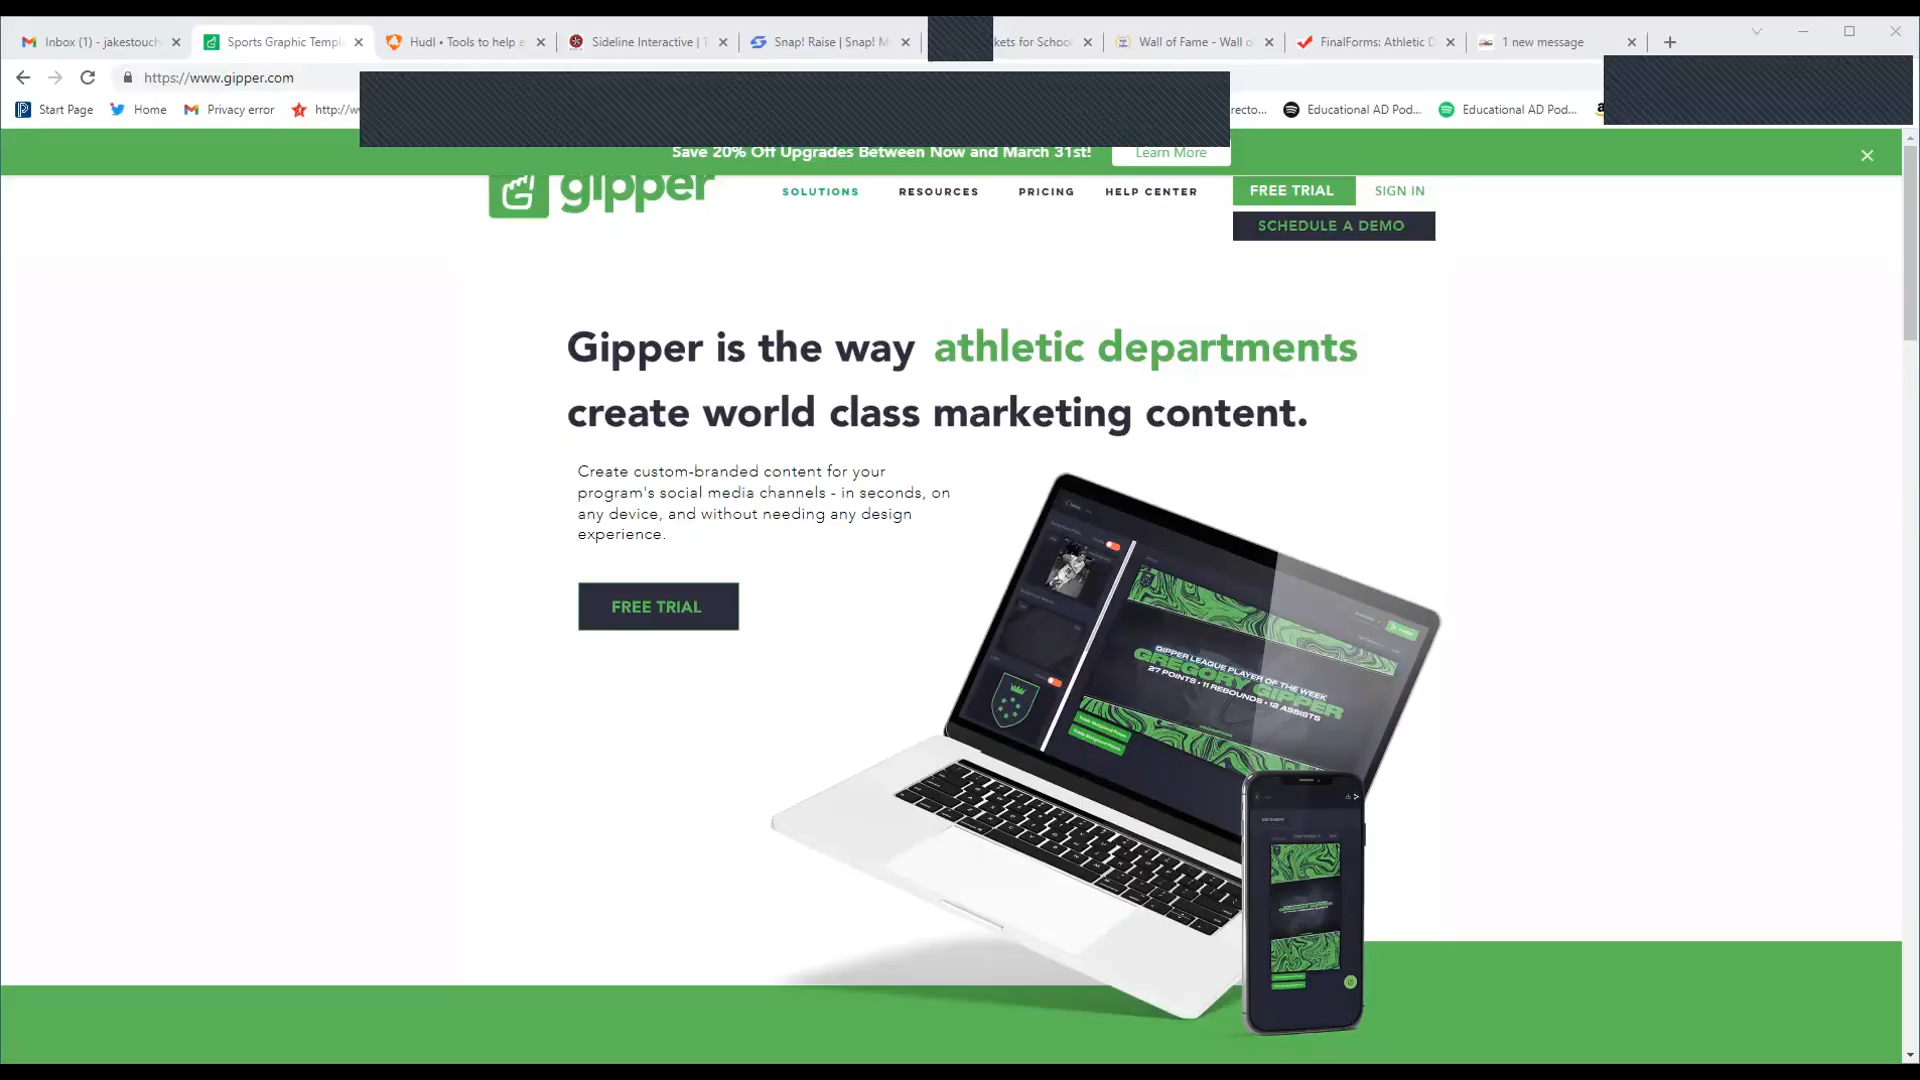 Inbox (1) - jakestouch
Sports Graphic Templ
Hudl • Tools to help e
Sideline Interactive | T
Snap! Raise | Snap! M
kets for School
Wall of Fame - Wall o
FinalForms: Athletic D
1 new message
https://www.gipper.com
Start Page
Home
Privacy error
Educational AD Pod...
Educational AD Pod...
Save 20% Off Upgrades Between Now and March 31st!
Learn More
gipper
SOLUTIONS
RESOURCES
PRICING
HELP CENTER
FREE TRIAL
SIGN IN
SCHEDULE A DEMO
Gipper is the way athletic departments
create world class marketing content.
Create custom-branded content for your
program's social media channels - in seconds, on
any device, and without needing any design
experience.
FREE TRIAL
GIPPER LEAGUE PLAYER OF THE WEEK
GREGORY GIPPER
27 POINTS • 11 REBOUNDS • 12 ASSISTS